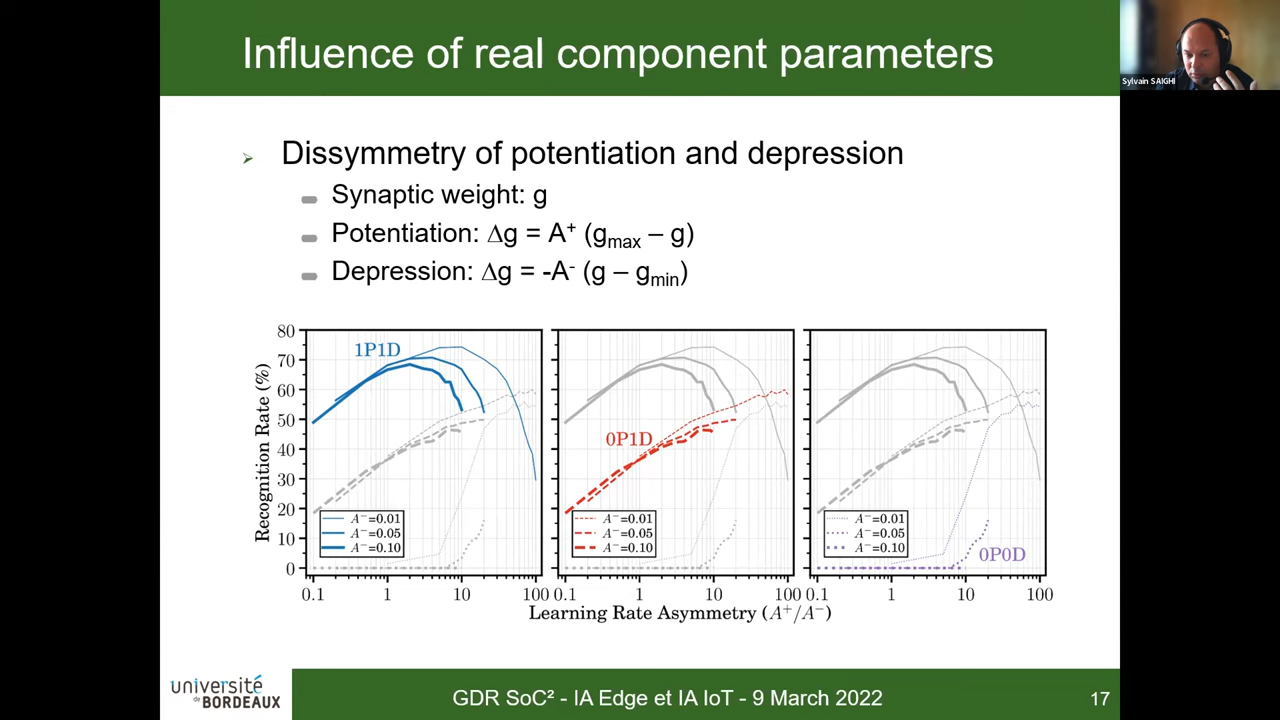 Influence of real component parameters
Sylvain SAIGHI
Dissymmetry of potentiation and depression
Synaptic weight: g
Potentiation: Δg = A⁺ (gmax – g)
Depression: Δg = -A⁻ (g – gmin)
Recognition Rate (%)
80
70
60
50
40
30
20
10
0
1P1D
A⁻=0.01
A⁻=0.05
A⁻=0.10
0.1 1 10 100
0P1D
A⁻=0.01
A⁻=0.05
A⁻=0.10
0.1 1 10 100
0P0D
A⁻=0.01
A⁻=0.05
A⁻=0.10
0.1 1 10 100
Learning Rate Asymmetry (A⁺/A⁻)
université
de BORDEAUX
GDR SoC² - IA Edge et IA IoT - 9 March 2022
17